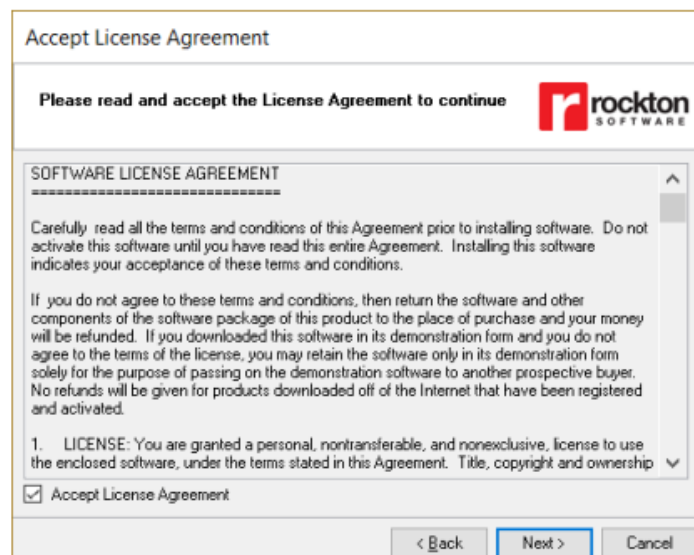 Accept License Agreement
Please read and accept the License Agreement to continue
r rockton
SOFTWARE
SOFTWARE LICENSE AGREEMENT
==============================
Carefully read all the terms and conditions of this Agreement prior to installing software. Do not
activate this software until you have read this entire Agreement. Installing this software
indicates your acceptance of these terms and conditions.
If you do not agree to these terms and conditions, then return the software and other
components of the software package of this product to the place of purchase and your money
will be refunded. If you downloaded this software in its demonstration form and you do not
agree to the terms of the license, you may retain the software only in its demonstration form
solely for the purpose of passing on the demonstration software to another prospective buyer.
No refunds will be given for products downloaded off of the Internet that have been registered
and activated.
1. LICENSE: You are granted a personal, nontransferable, and nonexclusive, license to use
the enclosed software, under the terms stated in this Agreement. Title, copyright and ownership
Accept License Agreement
< Back Next > Cancel